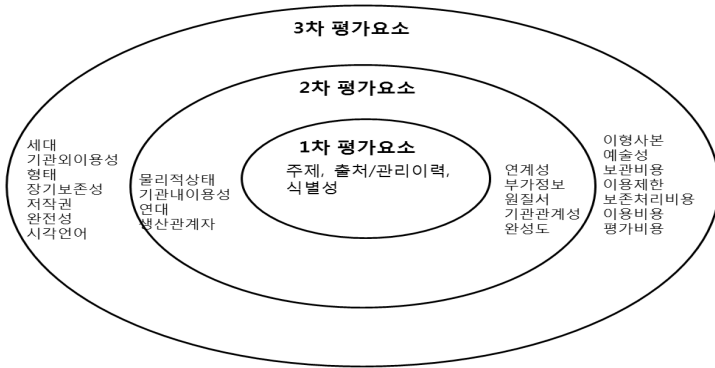 3차 평가요소
2차 평가요소
1차 평가요소
주제, 출처/관리이력,
식별성
세대
기관외이용성
형태
장기보존성
저작권
완전성
시각언어
물리적상태
기관내이용성
연대
생산관계자
연계성
부가정보
원질서
기관관계성
완성도
이형사본
예술성
보관비용
이용제한
보존처리비용
이용비용
평가비용